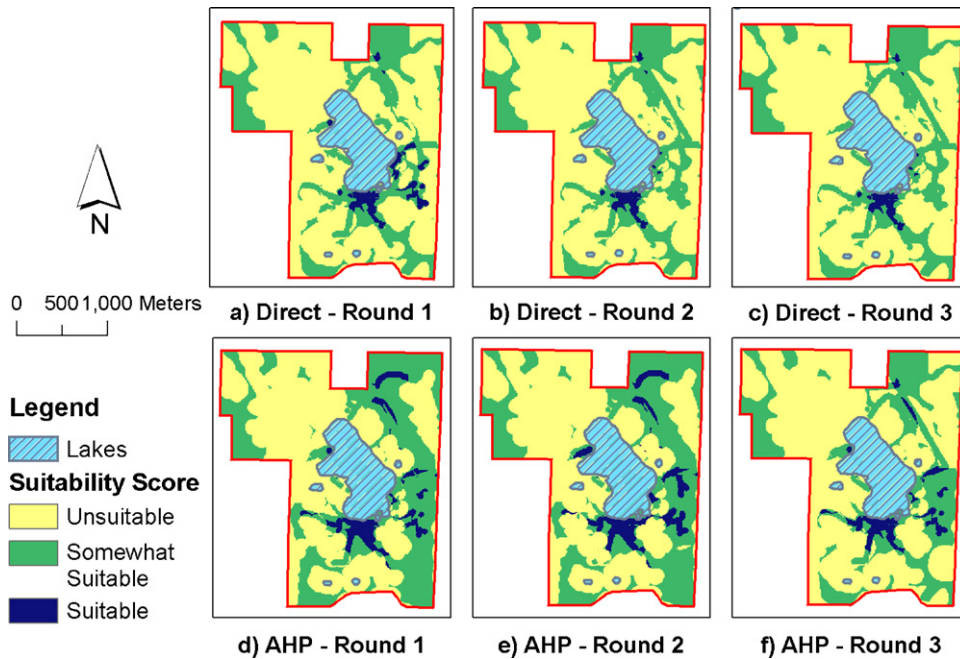 a) Direct - Round 1
b) Direct - Round 2
c) Direct - Round 3
N
0 500 1,000 Meters
d) AHP - Round 1
e) AHP - Round 2
f) AHP - Round 3
Legend
Lakes
Suitability Score
Unsuitable
Somewhat
Suitable
Suitable